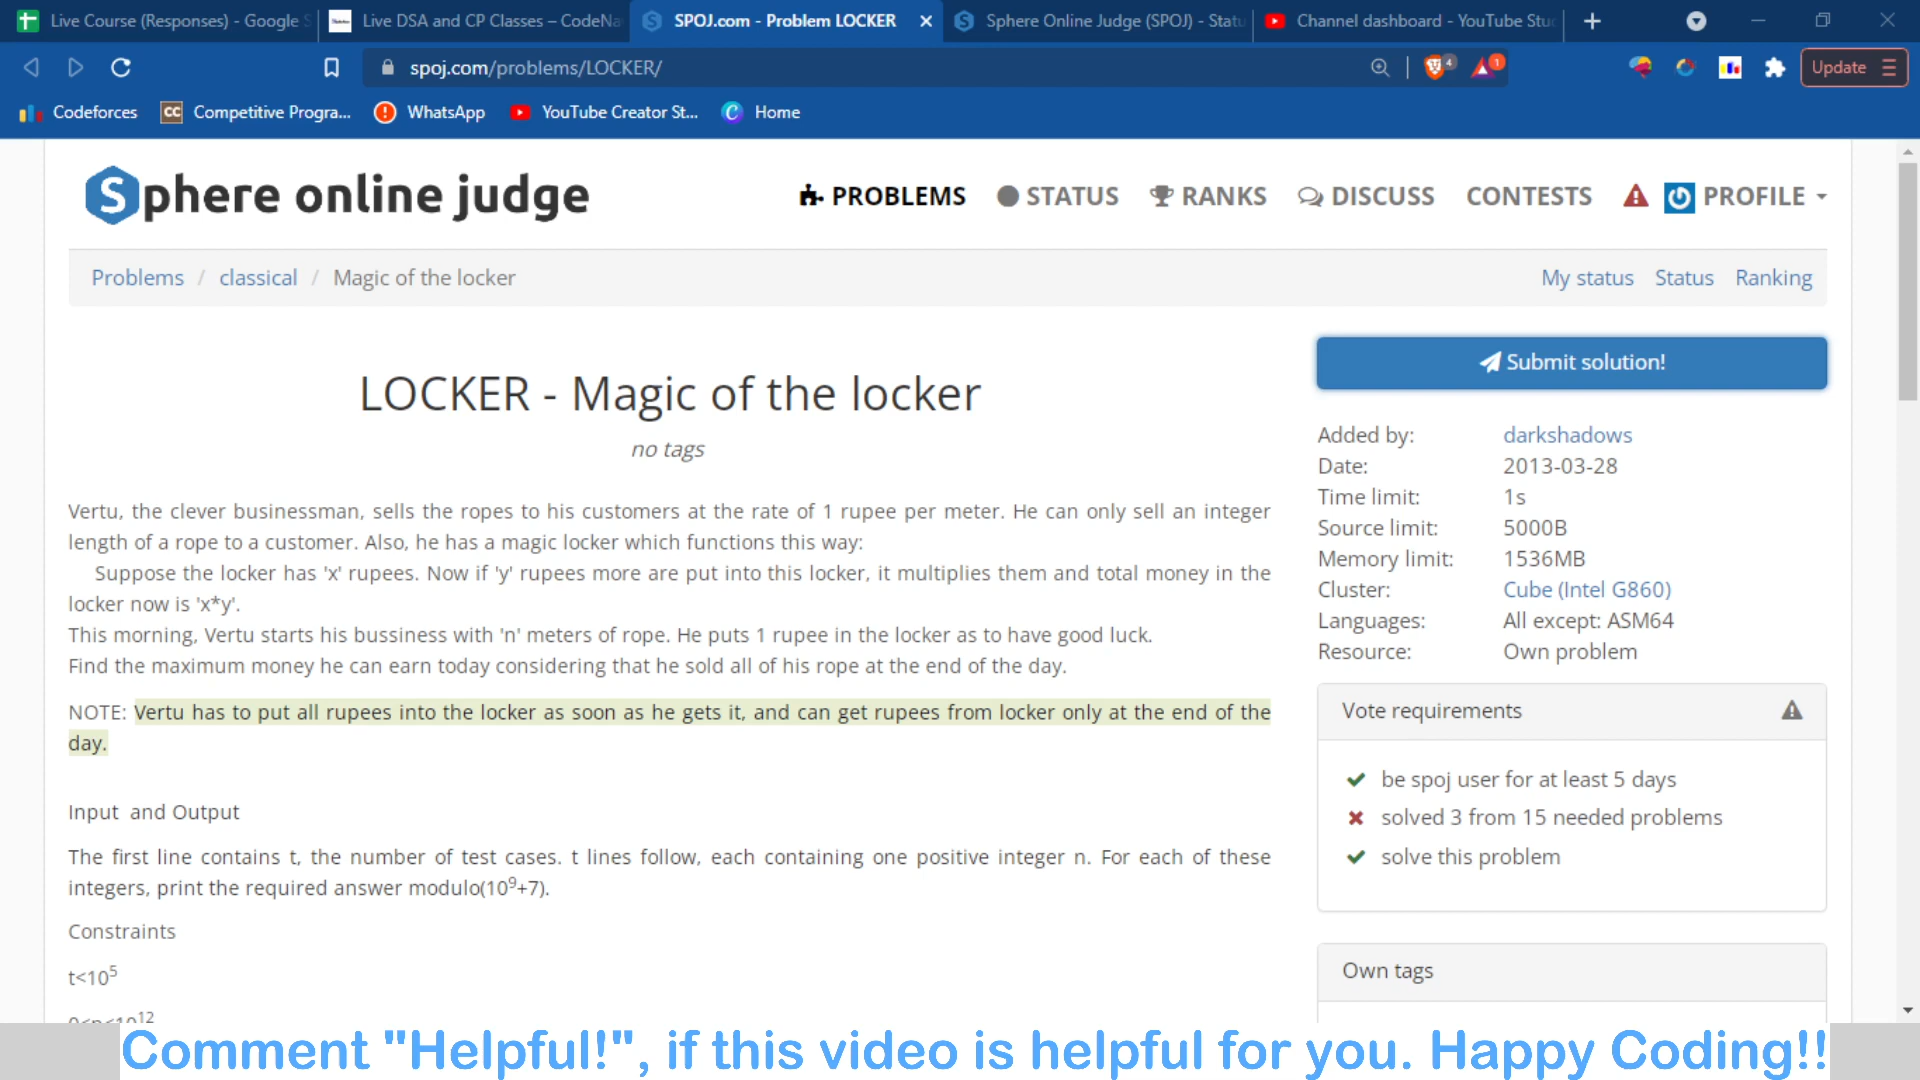 Live Course (Responses) - Google S
Live DSA and CP Classes – CodeNa
SPOJ.com - Problem LOCKER
Sphere Online Judge (SPOJ) - Statu
Channel dashboard - YouTube Stud
spoj.com/problems/LOCKER/
4
1
Update
Codeforces
CC Competitive Progra...
WhatsApp
YouTube Creator St...
Home
Sphere online judge
PROBLEMS
STATUS
RANKS
DISCUSS
CONTESTS
PROFILE
Problems / classical / Magic of the locker
My status Status Ranking
LOCKER - Magic of the locker
no tags
Vertu, the clever businessman, sells the ropes to his customers at the rate of 1 rupee per meter. He can only sell an integer
length of a rope to a customer. Also, he has a magic locker which functions this way:
Suppose the locker has 'x' rupees. Now if 'y' rupees more are put into this locker, it multiplies them and total money in the
locker now is 'x*y'.
This morning, Vertu starts his bussiness with 'n' meters of rope. He puts 1 rupee in the locker as to have good luck.
Find the maximum money he can earn today considering that he sold all of his rope at the end of the day.
NOTE: Vertu has to put all rupees into the locker as soon as he gets it, and can get rupees from locker only at the end of the
day.
Input and Output
The first line contains t, the number of test cases. t lines follow, each containing one positive integer n. For each of these
integers, print the required answer modulo(10⁹+7).
Constraints
t<10⁵
Submit solution!
Added by: darkshadows
Date: 2013-03-28
Time limit: 1s
Source limit: 5000B
Memory limit: 1536MB
Cluster: Cube (Intel G860)
Languages: All except: ASM64
Resource: Own problem
Vote requirements
be spoj user for at least 5 days
solved 3 from 15 needed problems
solve this problem
Own tags
Comment "Helpful!", if this video is helpful for you. Happy Coding!!